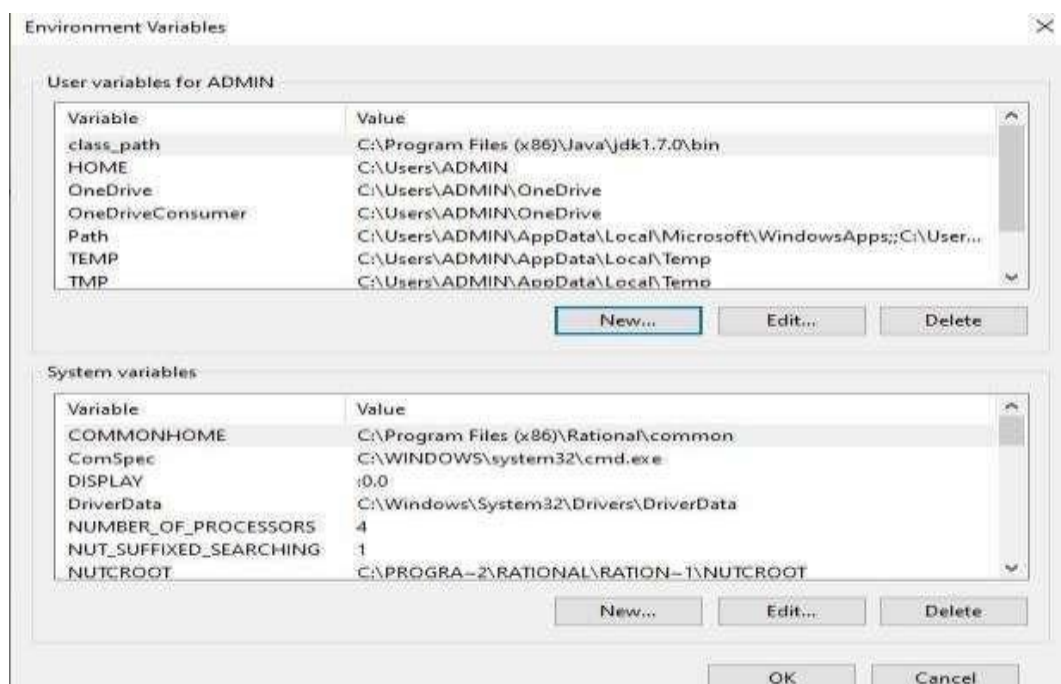 Environment Variables
User variables for ADMIN
Variable Value
class_path C:\Program Files (x86)\Java\jdk1.7.0\bin
HOME C:\Users\ADMIN
OneDrive C:\Users\ADMIN\OneDrive
OneDriveConsumer C:\Users\ADMIN\OneDrive
Path C:\Users\ADMIN\AppData\Local\Microsoft\WindowsApps;;C:\User...
TEMP C:\Users\ADMIN\AppData\Local\Temp
TMP C:\Users\ADMIN\AppData\Local\Temp
New... Edit... Delete
System variables
Variable Value
COMMONHOME C:\Program Files (x86)\Rational\common
ComSpec C:\WINDOWS\system32\cmd.exe
DISPLAY :0.0
DriverData C:\Windows\System32\Drivers\DriverData
NUMBER_OF_PROCESSORS 4
NUT_SUFFIXED_SEARCHING 1
NUTCROOT C:\PROGRA~2\RATIONAL\RATION~1\NUTCROOT
New... Edit... Delete
OK Cancel